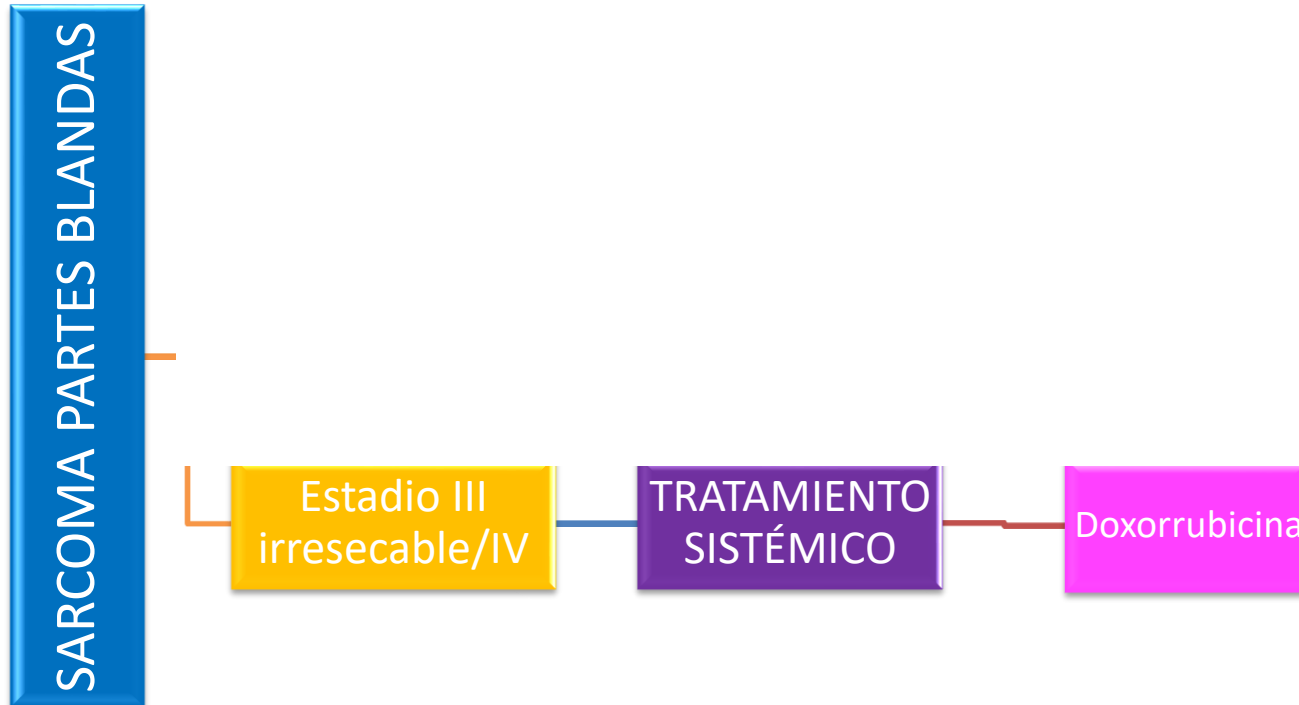 SARCOMA PARTES BLANDAS
Estadio III
irresecable/IV
TRATAMIENTO
SISTÉMICO
Doxorrubicina